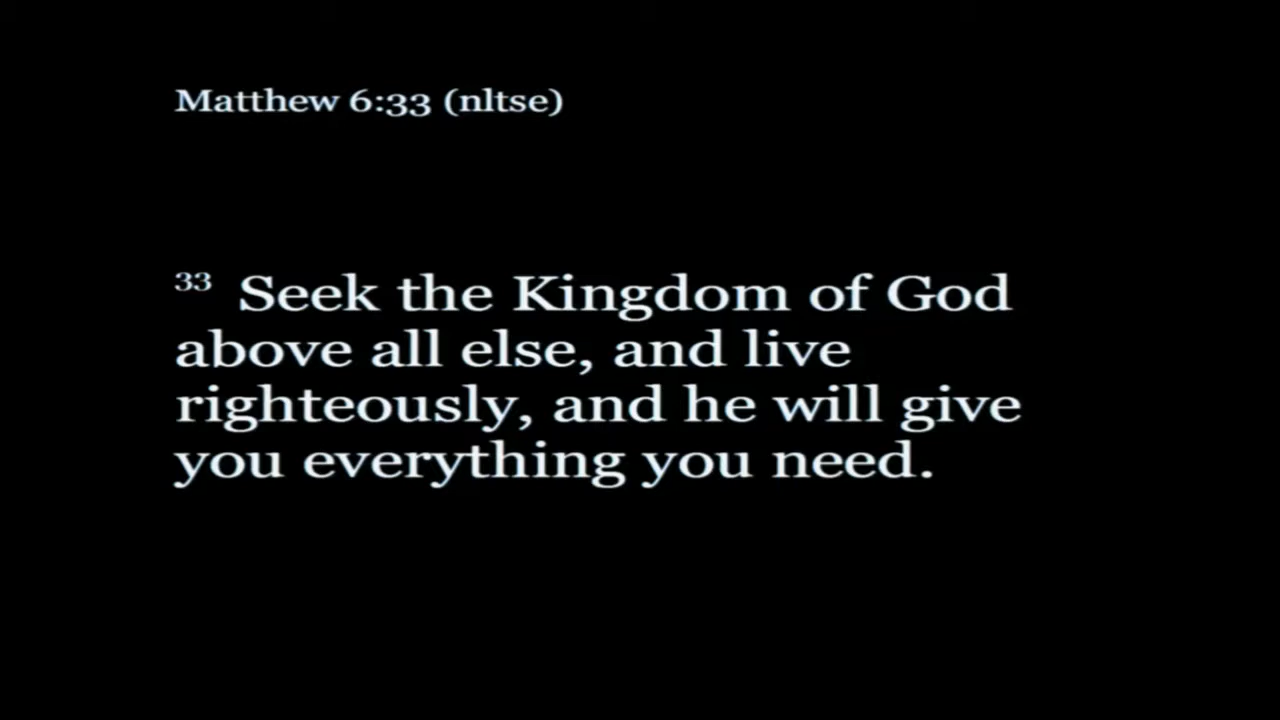 Matthew 6:33 (nltse)
33 Seek the Kingdom of God
above all else, and live
righteously, and he will give
you everything you need.